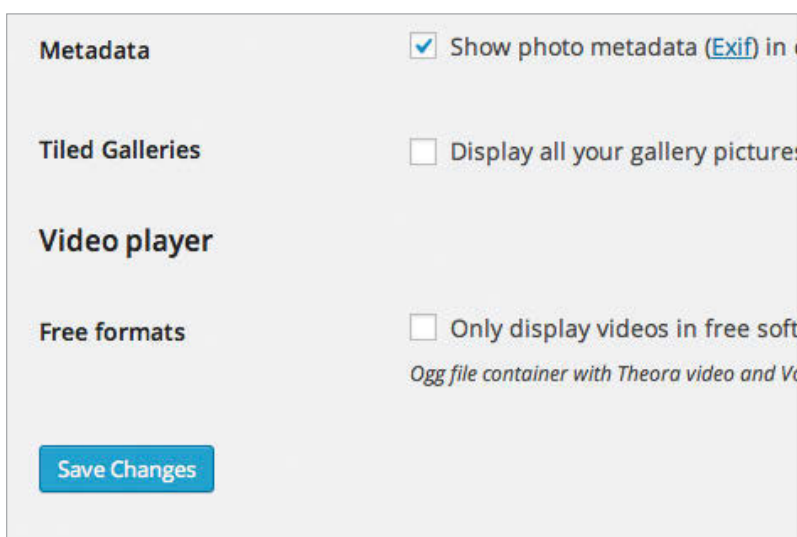 Metadata
Show photo metadata (Exif) in
Tiled Galleries
Display all your gallery pictures
Video player
Free formats
Only display videos in free soft
Ogg file container with Theora video and Vo
Save Changes